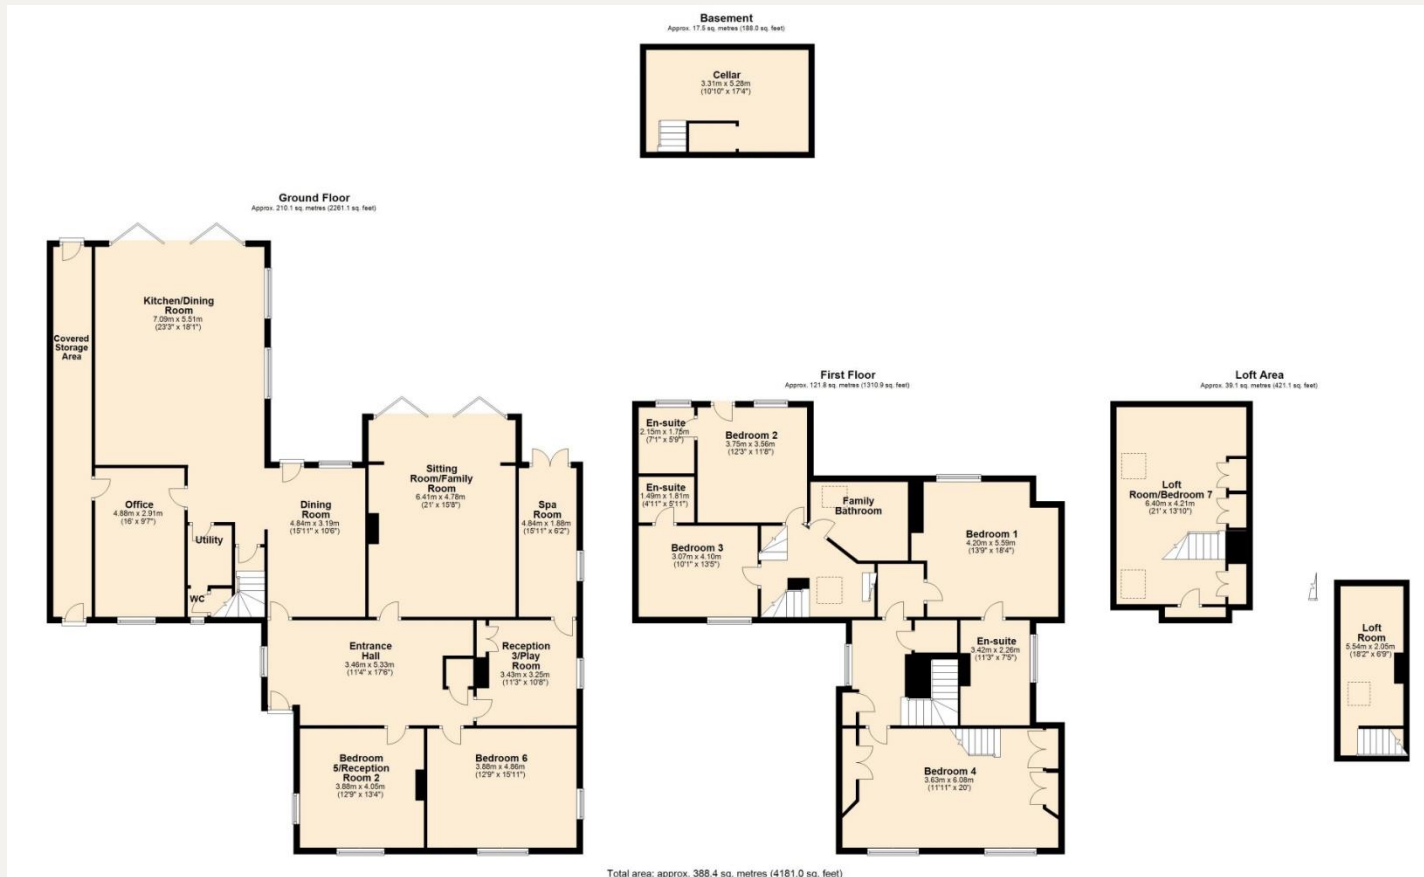 Basement
Approx. 17.5 sq. metres (188.0 sq. feet)
Cellar
3.31m x 5.28m
(10'10" x 17'4")
Ground Floor
Approx. 210.1 sq. metres (2261.1 sq. feet)
Kitchen/Dining
Room
7.09m x 5.51m
(23'3" x 18'1")
Covered
Storage
Area
Office
4.88m x 2.91m
(16' x 9'7")
Utility
WC
Dining
Room
4.84m x 3.19m
(15'11" x 10'6")
Sitting
Room/Family
Room
6.41m x 4.78m
(21' x 15'8")
Spa
Room
4.84m x 1.88m
(15'11" x 6'2")
Entrance
Hall
3.46m x 5.33m
(11'4" x 17'6")
Reception
3/Play
Room
3.43m x 3.25m
(11'3" x 10'8")
Bedroom
5/Reception
Room 2
3.88m x 4.05m
(12'9" x 13'4")
Bedroom 6
3.88m x 4.86m
(12'9" x 15'11")
First Floor
Approx. 121.8 sq. metres (1310.9 sq. feet)
En-suite
2.15m x 1.75m
(7'1" x 5'9")
Bedroom 2
3.75m x 3.56m
(12'3" x 11'8")
En-suite
1.49m x 1.81m
(4'11" x 5'11")
Family
Bathroom
Bedroom 3
3.07m x 4.10m
(10'1" x 13'5")
Bedroom 1
4.20m x 5.59m
(13'9" x 18'4")
En-suite
3.42m x 2.26m
(11'3" x 7'5")
Bedroom 4
3.63m x 6.08m
(11'11" x 20')
Loft Area
Approx. 39.1 sq. metres (421.1 sq. feet)
Loft
Room/Bedroom 7
6.40m x 4.21m
(21' x 13'10")
Loft
Room
5.54m x 2.05m
(18'2" x 6'9")
Total area: approx. 388.4 sq. metres (4181.0 sq. feet)